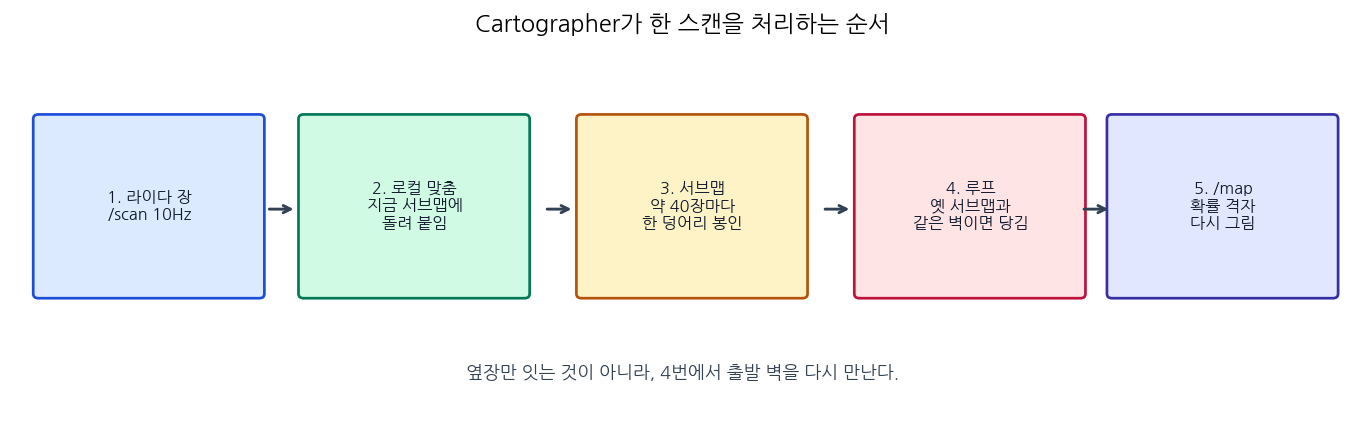 Cartographer가 한 스캔을 처리하는 순서
1. 라이다 장
/scan 10Hz
2. 로컬 맞춤
지금 서브맵에
돌려 붙임
3. 서브맵
약 40장마다
한 덩어리 봉인
4. 루프
옛 서브맵과
같은 벽이면 당김
5. /map
확률 격자
다시 그림
옆장만 잇는 것이 아니라, 4번에서 출발 벽을 다시 만난다.